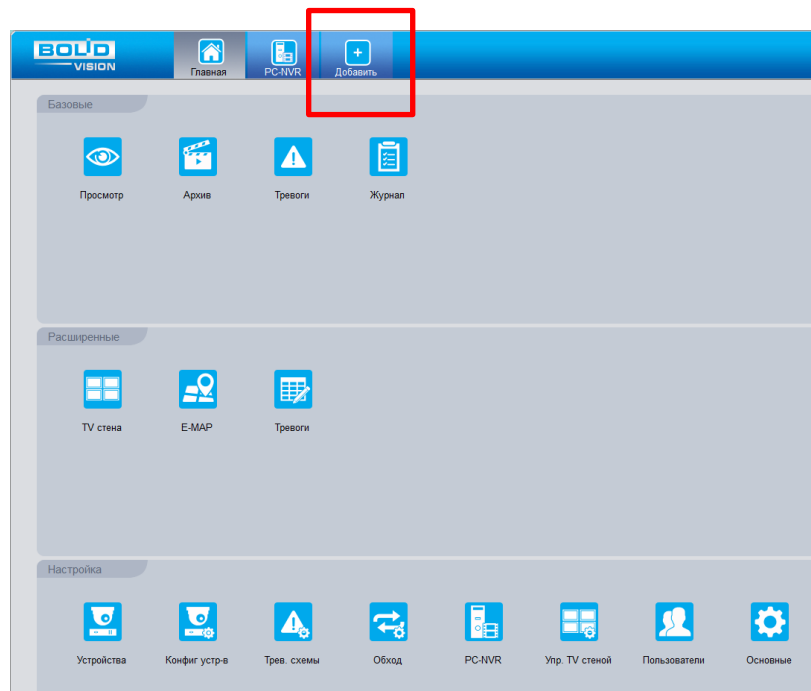 BOLID
VISION
Главная
PC-NVR
Добавить
Базовые
Просмотр
Архив
Тревоги
Журнал
Расширенные
TV стена
E-MAP
Тревоги
Настройка
Устройства
Конфиг устр-в
Трев. схемы
Обход
PC-NVR
Упр. TV стеной
Пользователи
Основные